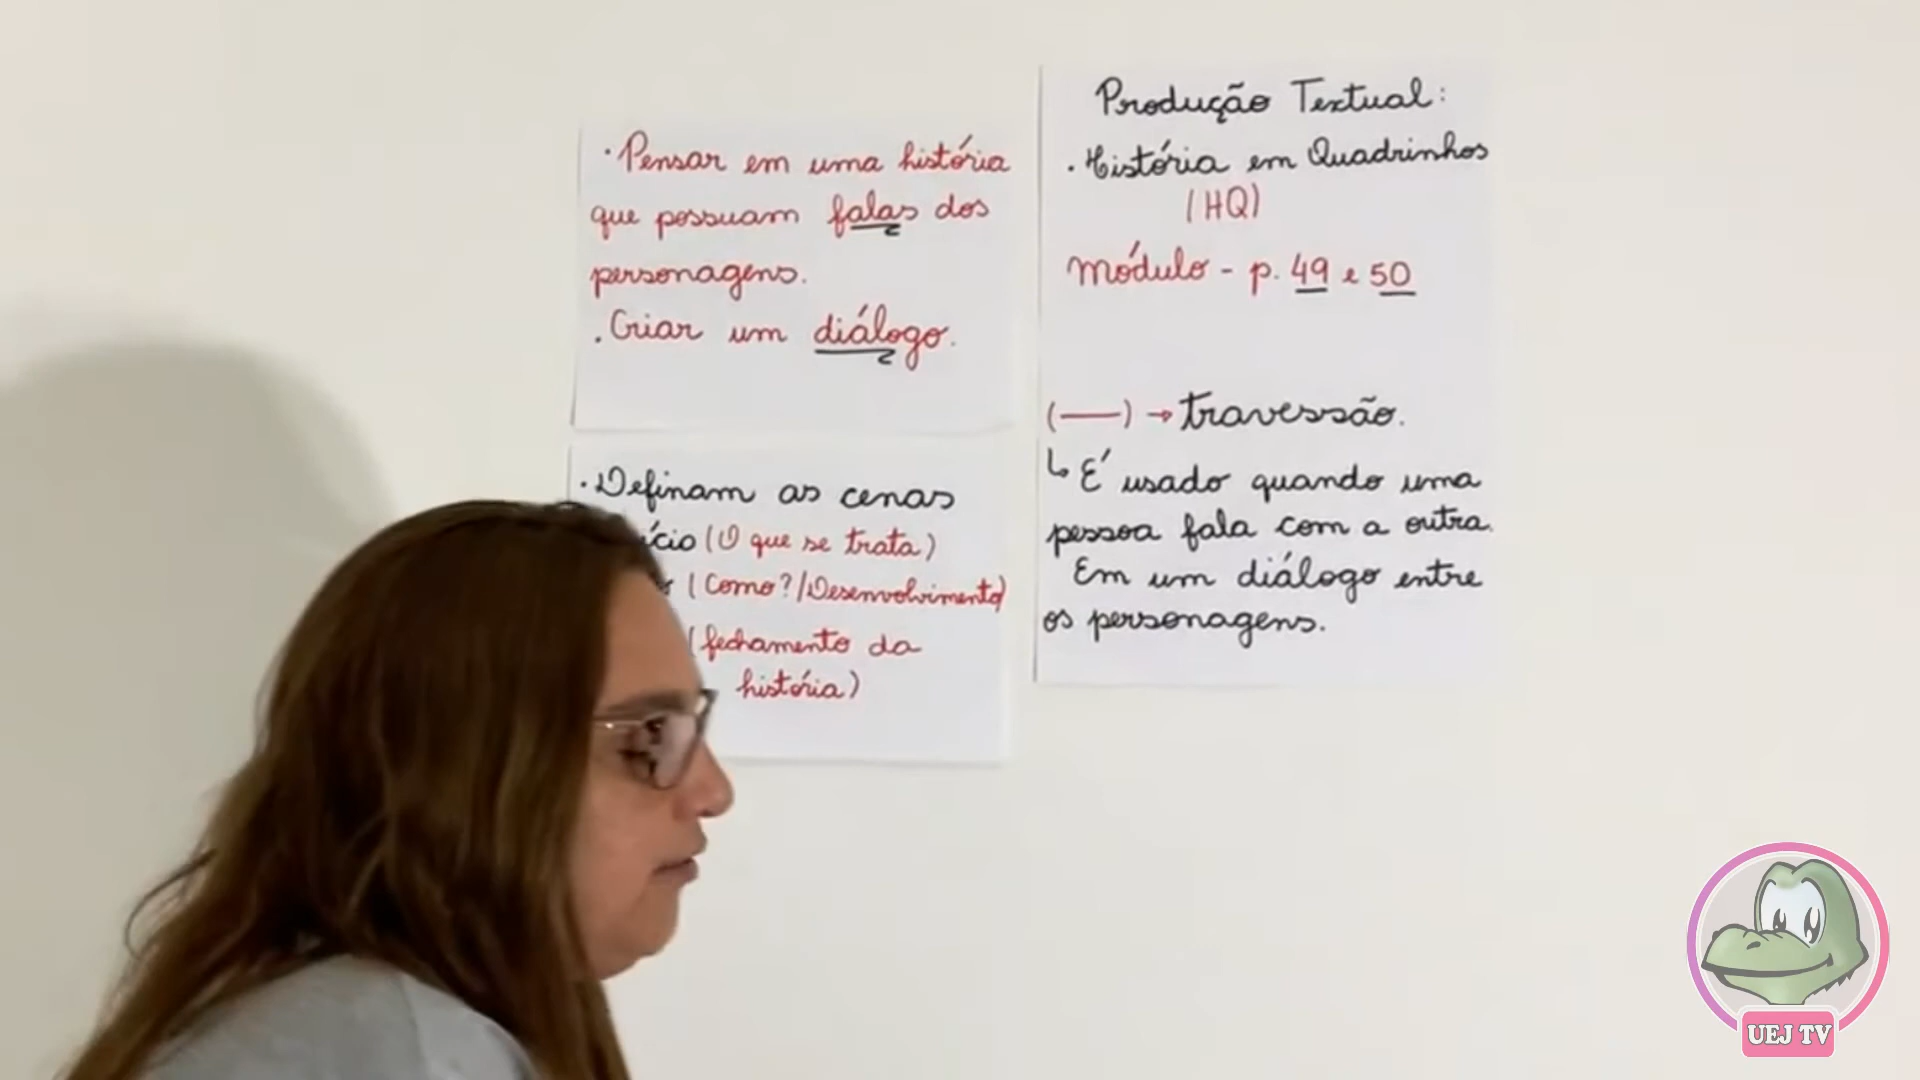 . Pensar em uma história
que possuam falas dos
personagens.
. Criar um diálogo.
. Definam as cenas
(O que se trata)
(Como?/Desenvolvimento)
(fechamento da
história)
Produção Textual:
. História em Quadrinhos
(HQ)
Módulo - p. 49 e 50
(—) → travessão.
↳ É usado quando uma
pessoa fala com a outra.
Em um diálogo entre
os personagens.
UEJ TV